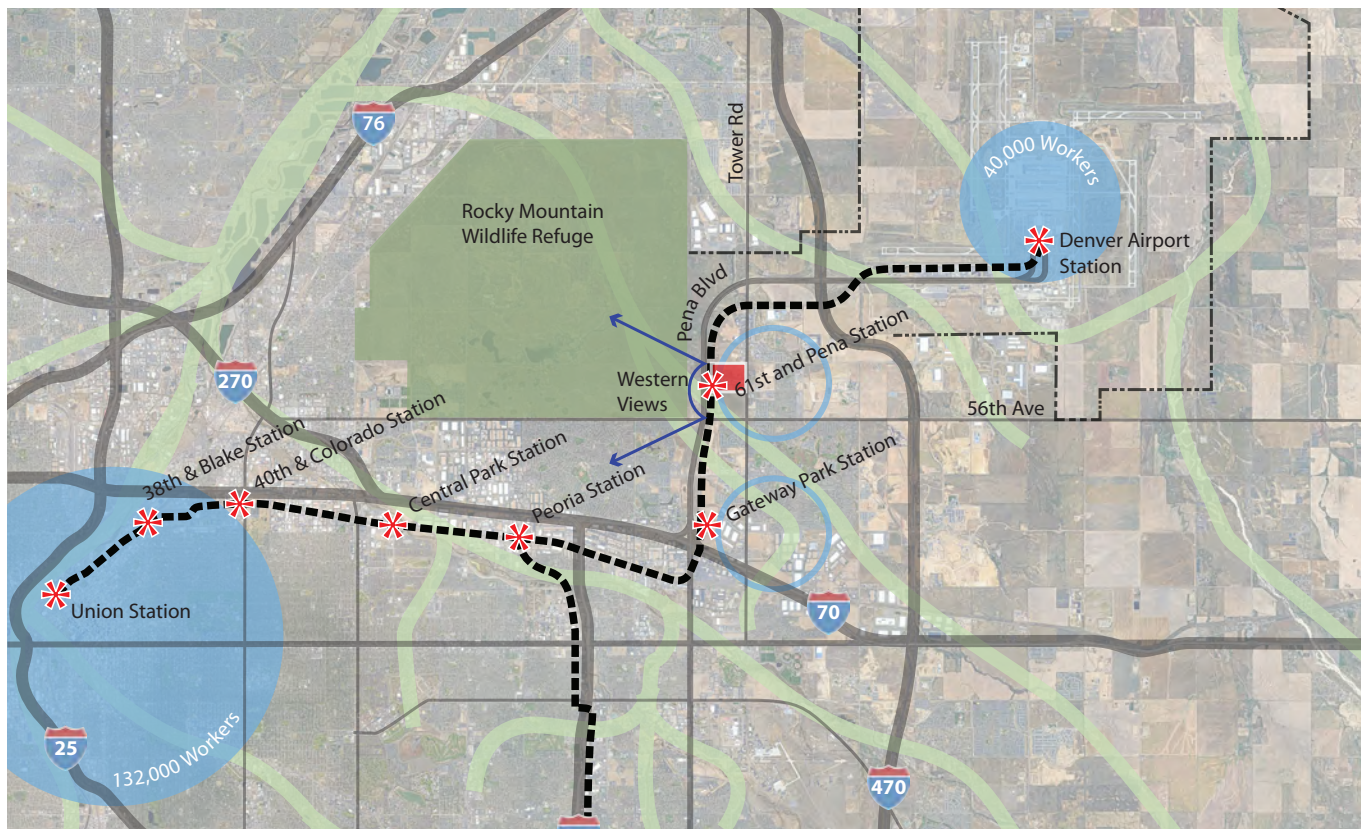 76
Tower Rd
40,000 Workers
Rocky Mountain
Wildlife Refuge
Denver Airport
Station
Pena Blvd
61st and Pena Station
270
Western
Views
56th Ave
38th & Blake Station
40th & Colorado Station
Central Park Station
Peoria Station
Gateway Park Station
Union Station
70
25
132,000 Workers
470